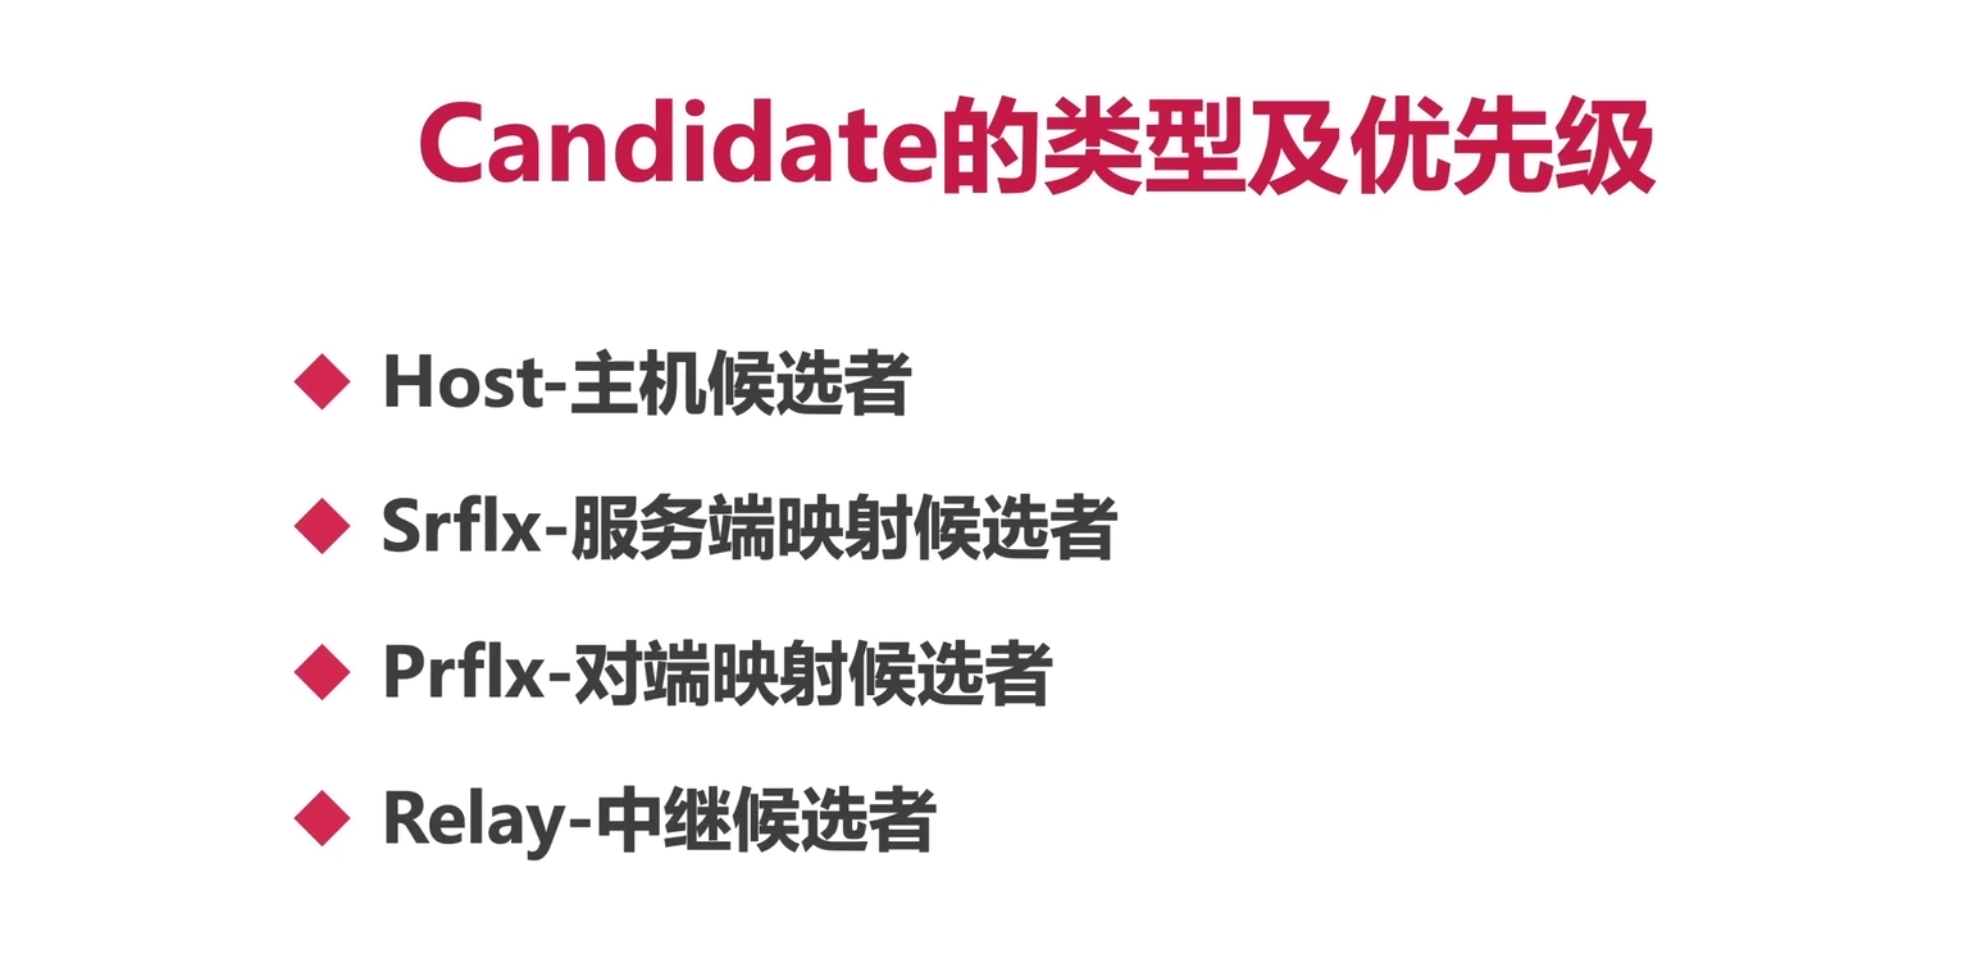 Candidate的类型及优先级
Host-主机候选者
Srflx-服务端映射候选者
Prflx-对端映射候选者
Relay-中继候选者